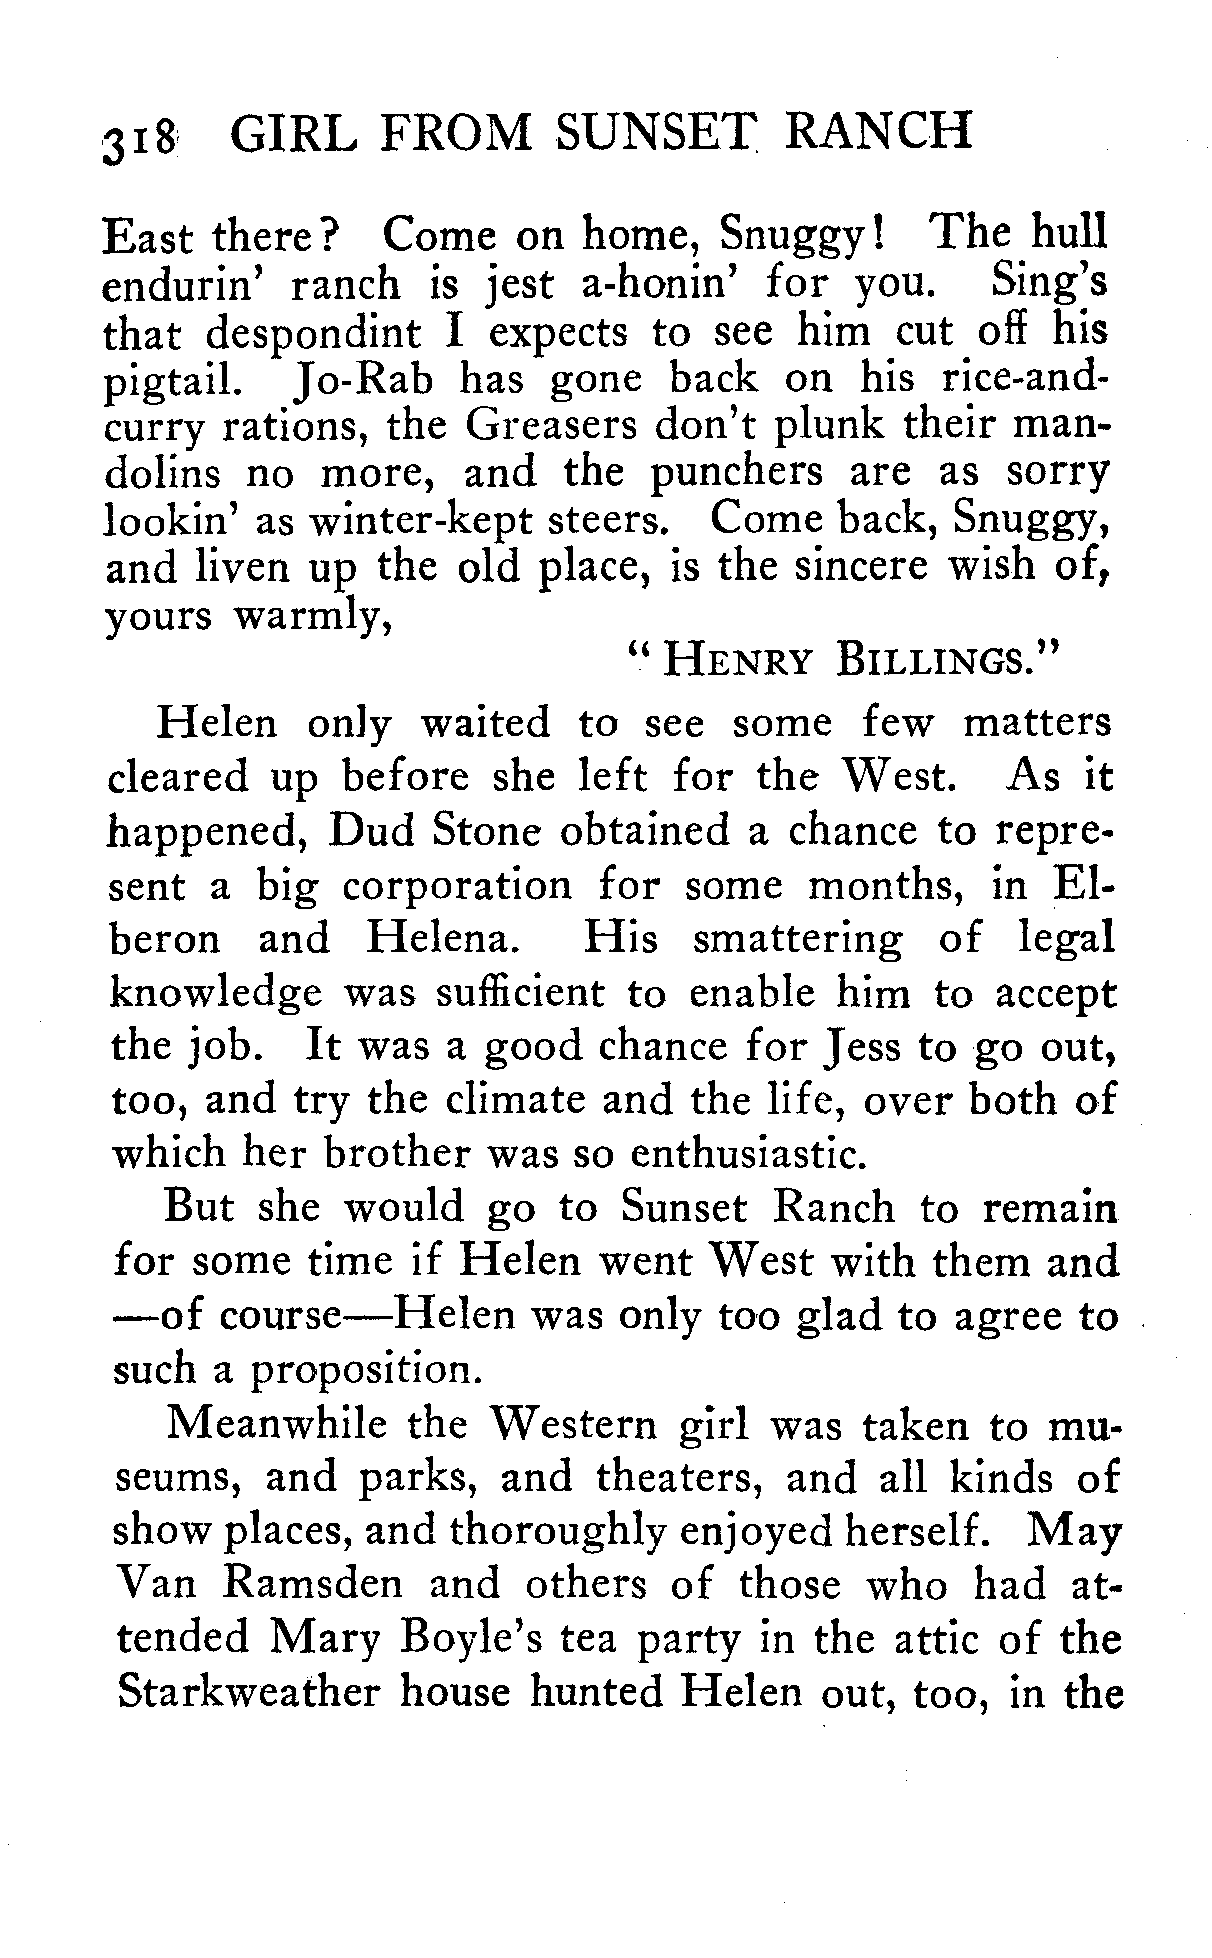 318 GIRL FROM SUNSET RANCH
East there? Come on home, Snuggy! The hull
endurin' ranch is jest a-honin' for you. Sing's
that despondint I expects to see him cut off his
pigtail. Jo-Rab has gone back on his rice-and-
curry rations, the Greasers don't plunk their man-
dolins no more, and the punchers are as sorry
lookin' as winter-kept steers. Come back, Snuggy,
and liven up the old place, is the sincere wish of,
yours warmly,
"Henry Billings."
Helen only waited to see some few matters
cleared up before she left for the West. As it
happened, Dud Stone obtained a chance to repre-
sent a big corporation for some months, in El-
beron and Helena. His smattering of legal
knowledge was sufficient to enable him to accept
the job. It was a good chance for Jess to go out,
too, and try the climate and the life, over both of
which her brother was so enthusiastic.
But she would go to Sunset Ranch to remain
for some time if Helen went West with them and
—of course—Helen was only too glad to agree to
such a proposition.
Meanwhile the Western girl was taken to mu-
seums, and parks, and theaters, and all kinds of
show places, and thoroughly enjoyed herself. May
Van Ramsden and others of those who had at-
tended Mary Boyle's tea party in the attic of the
Starkweather house hunted Helen out, too, in the